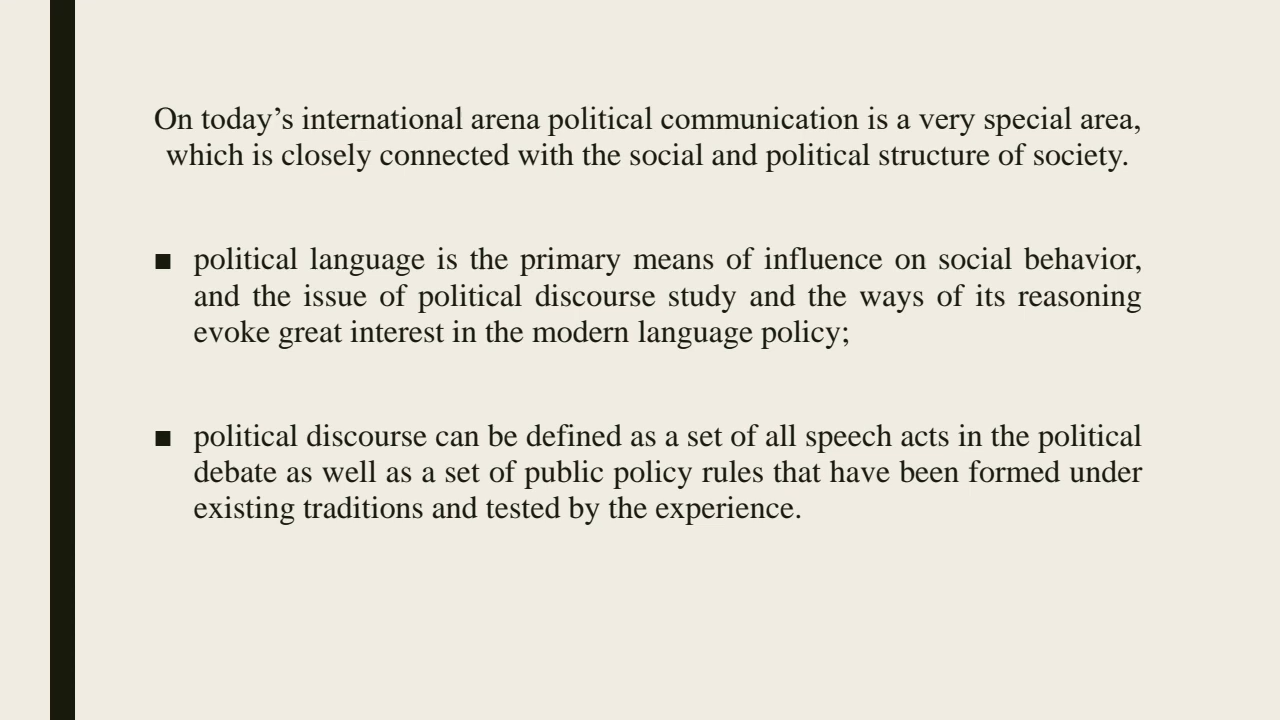 On today’s international arena political communication is a very special area,
which is closely connected with the social and political structure of society.
■ political language is the primary means of influence on social behavior,
and the issue of political discourse study and the ways of its reasoning
evoke great interest in the modern language policy;
■ political discourse can be defined as a set of all speech acts in the political
debate as well as a set of public policy rules that have been formed under
existing traditions and tested by the experience.